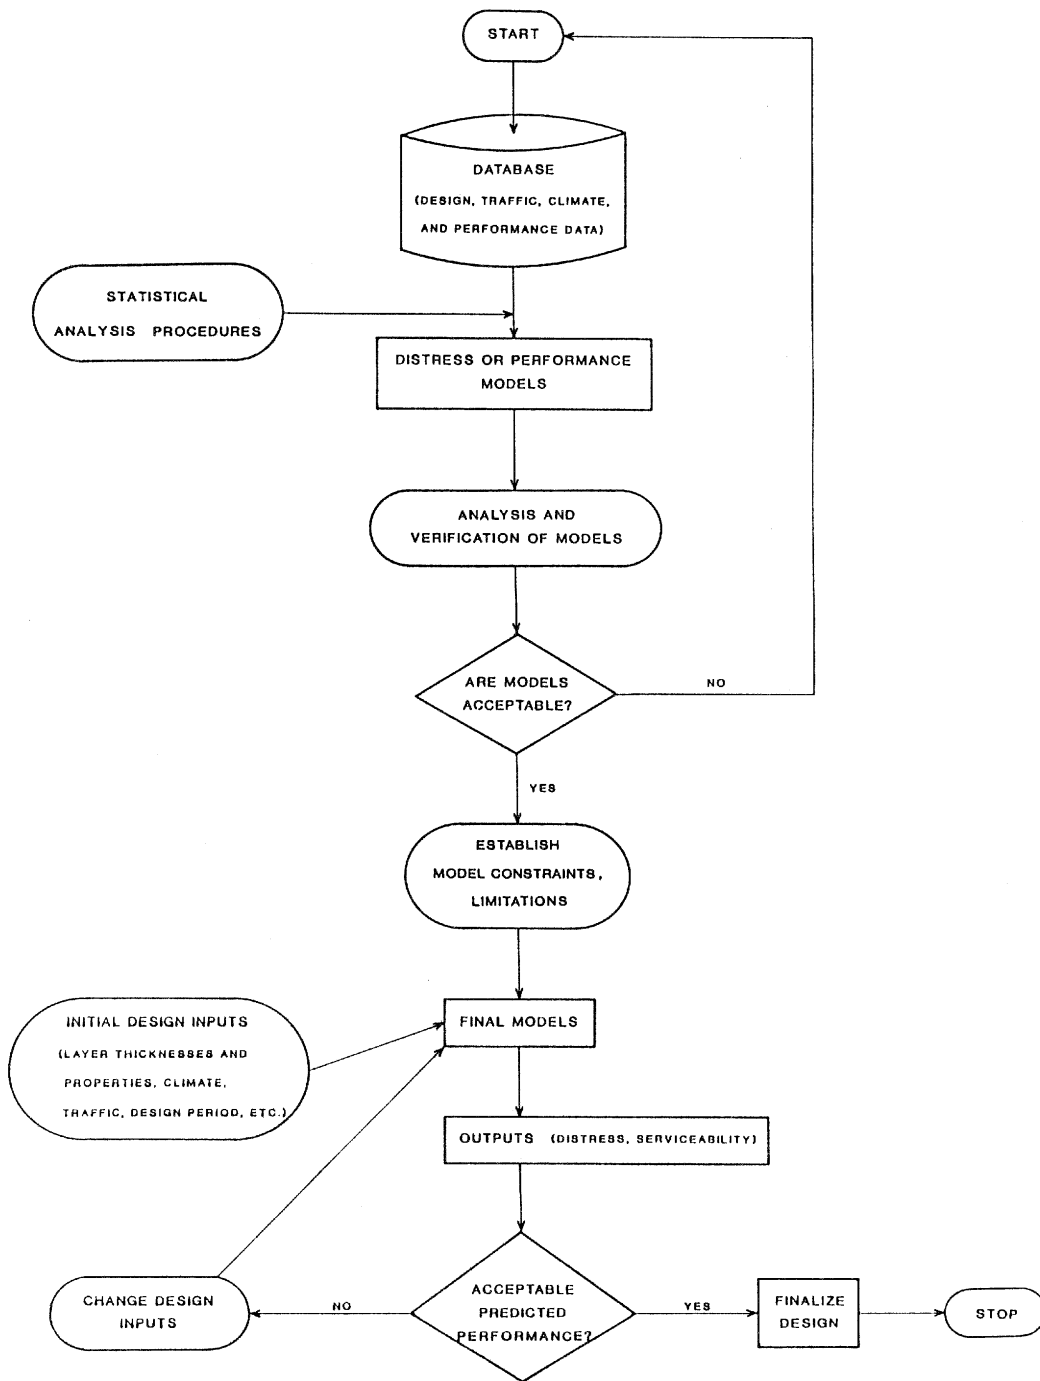 START
DATABASE
(DESIGN, TRAFFIC, CLIMATE,
AND PERFORMANCE DATA)
STATISTICAL
ANALYSIS PROCEDURES
DISTRESS OR PERFORMANCE
MODELS
ANALYSIS AND
VERIFICATION OF MODELS
ARE MODELS
ACCEPTABLE?
NO
YES
ESTABLISH
MODEL CONSTRAINTS,
LIMITATIONS
INITIAL DESIGN INPUTS
(LAYER THICKNESSES AND
PROPERTIES, CLIMATE,
TRAFFIC, DESIGN PERIOD, ETC.)
FINAL MODELS
OUTPUTS (DISTRESS, SERVICEABILITY)
CHANGE DESIGN
INPUTS
NO
ACCEPTABLE
PREDICTED
PERFORMANCE?
YES
FINALIZE
DESIGN
STOP